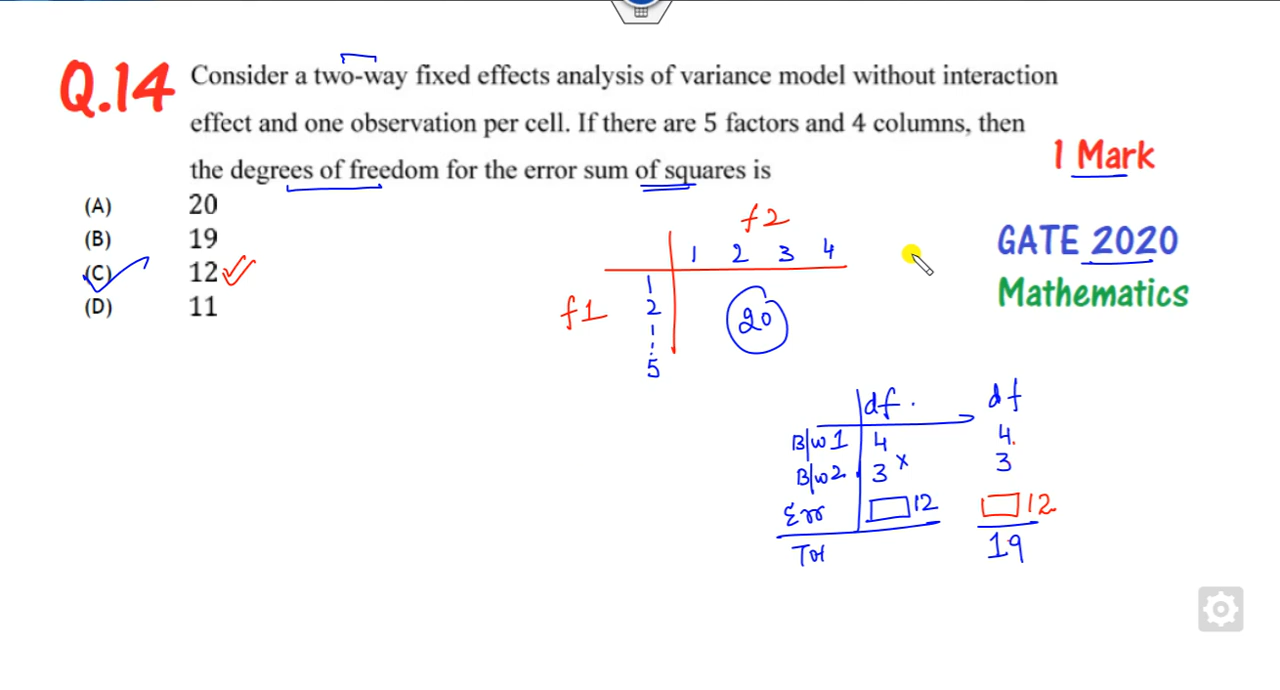 Q.14 Consider a two-way fixed effects analysis of variance model without interaction
effect and one observation per cell. If there are 5 factors and 4 columns, then
the degrees of freedom for the error sum of squares is
1 Mark
(A) 20
(B) 19
(C) 12
(D) 11
GATE 2020
Mathematics
f2
1 2 3 4
f1
1
2
5
20
df. df
B/w1 4 4.
B/w2 3 x 3
Err 12 12
Tot 19